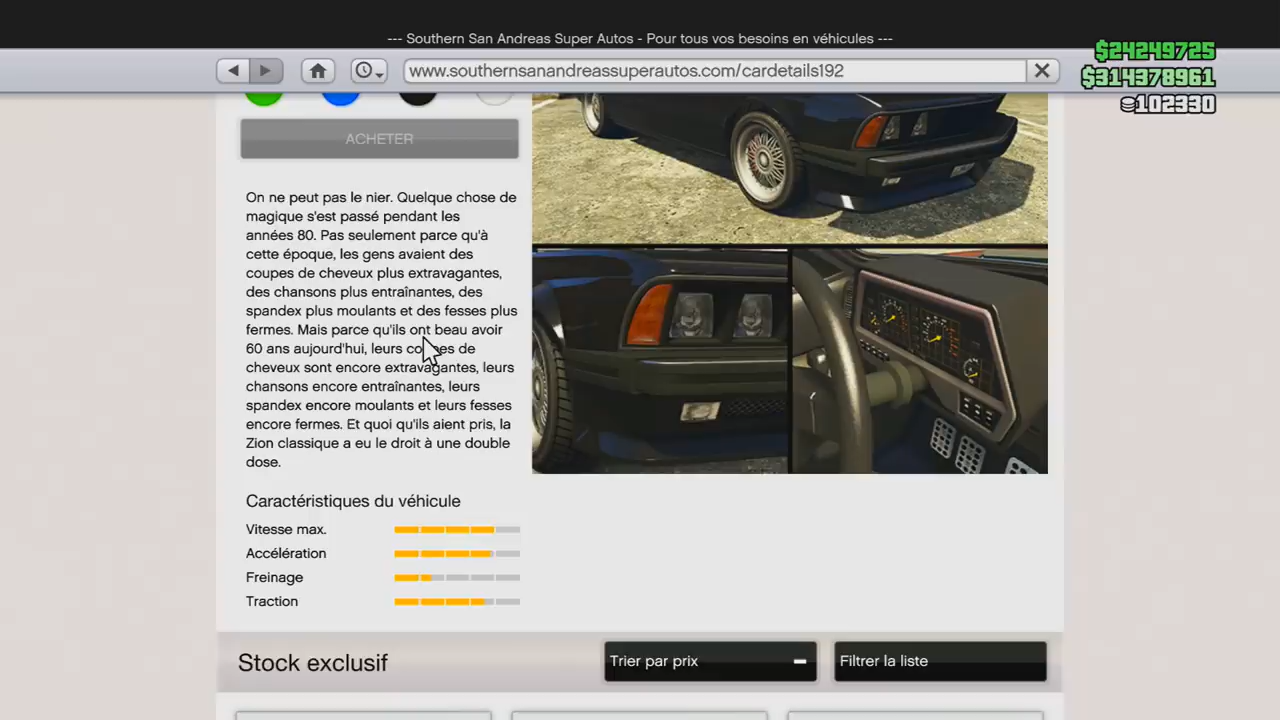 --- Southern San Andreas Super Autos - Pour tous vos besoins en véhicules ---
$24249725
www.southernsanandreassuperautos.com/cardetails192
$314378961
102330
ACHETER
On ne peut pas le nier. Quelque chose de
magique s'est passé pendant les
années 80. Pas seulement parce qu'à
cette époque, les gens avaient des
coupes de cheveux plus extravagantes,
des chansons plus entraînantes, des
spandex plus moulants et des fesses plus
fermes. Mais parce qu'ils ont beau avoir
60 ans aujourd'hui, leurs coupes de
cheveux sont encore extravagantes, leurs
chansons encore entraînantes, leurs
spandex encore moulants et leurs fesses
encore fermes. Et quoi qu'ils aient pris, la
Zion classique a eu le droit à une double
dose.
Caractéristiques du véhicule
Vitesse max.
Accélération
Freinage
Traction
Stock exclusif
Trier par prix
Filtrer la liste